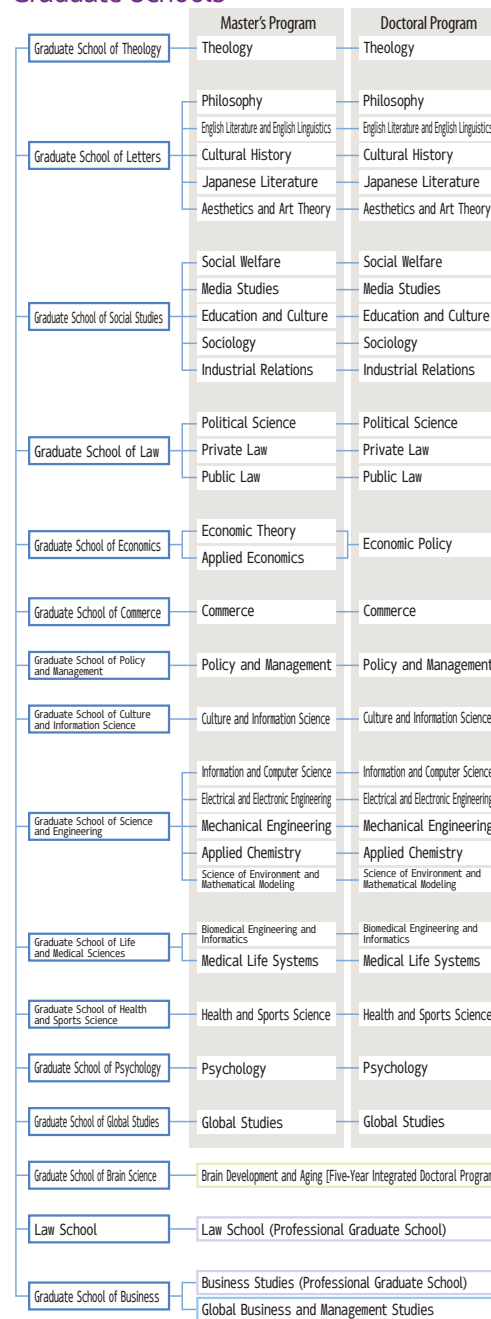 Graduate Schools
Master's Program
Doctoral Program
Graduate School of Theology
Theology
Theology
Graduate School of Letters
Philosophy
Philosophy
English Literature and English Linguistics
English Literature and English Linguistics
Cultural History
Cultural History
Japanese Literature
Japanese Literature
Aesthetics and Art Theory
Aesthetics and Art Theory
Graduate School of Social Studies
Social Welfare
Social Welfare
Media Studies
Media Studies
Education and Culture
Education and Culture
Sociology
Sociology
Industrial Relations
Industrial Relations
Graduate School of Law
Political Science
Political Science
Private Law
Private Law
Public Law
Public Law
Graduate School of Economics
Economic Theory
Applied Economics
Economic Policy
Graduate School of Commerce
Commerce
Commerce
Graduate School of Policy
and Management
Policy and Management
Policy and Management
Graduate School of Culture
and Information Science
Culture and Information Science
Culture and Information Science
Graduate School of Science
and Engineering
Information and Computer Science
Information and Computer Science
Electrical and Electronic Engineering
Electrical and Electronic Engineering
Mechanical Engineering
Mechanical Engineering
Applied Chemistry
Applied Chemistry
Science of Environment and
Mathematical Modeling
Science of Environment and
Mathematical Modeling
Graduate School of Life
and Medical Sciences
Biomedical Engineering and
Informatics
Biomedical Engineering and
Informatics
Medical Life Systems
Medical Life Systems
Graduate School of Health
and Sports Science
Health and Sports Science
Health and Sports Science
Graduate School of Psychology
Psychology
Psychology
Graduate School of Global Studies
Global Studies
Global Studies
Graduate School of Brain Science
Brain Development and Aging [Five-Year Integrated Doctoral Program
Law School
Law School (Professional Graduate School)
Graduate School of Business
Business Studies (Professional Graduate School)
Global Business and Management Studies